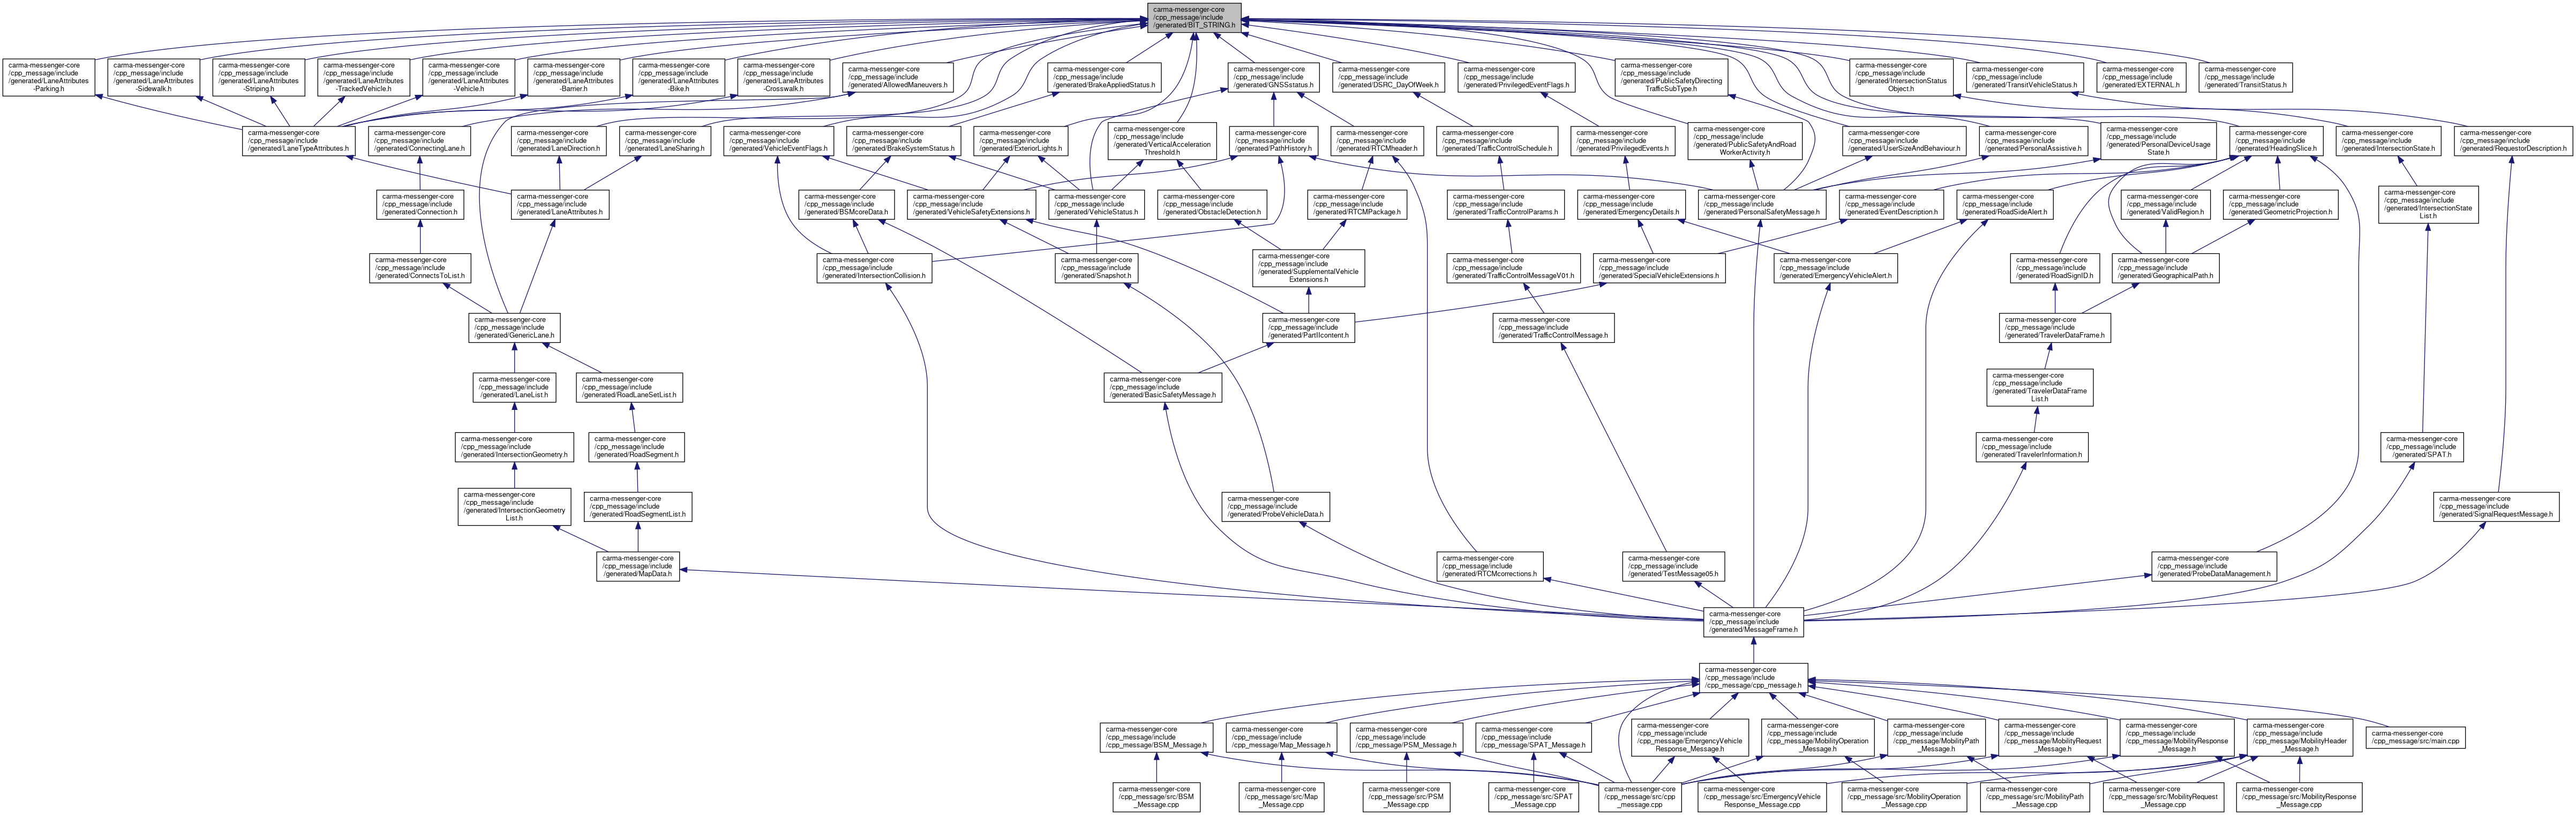 carma-messenger-core
/cpp_message/include
/generated/BIT_STRING.h
carma-messenger-core
/cpp_message/include
/generated/LaneAttributes
-Parking.h
carma-messenger-core
/cpp_message/include
/generated/LaneAttributes
-Sidewalk.h
carma-messenger-core
/cpp_message/include
/generated/LaneAttributes
-Striping.h
carma-messenger-core
/cpp_message/include
/generated/LaneAttributes
-TrackedVehicle.h
carma-messenger-core
/cpp_message/include
/generated/LaneAttributes
-Vehicle.h
carma-messenger-core
/cpp_message/include
/generated/LaneAttributes
-Barrier.h
carma-messenger-core
/cpp_message/include
/generated/LaneAttributes
-Bike.h
carma-messenger-core
/cpp_message/include
/generated/LaneAttributes
-Crosswalk.h
carma-messenger-core
/cpp_message/include
/generated/AllowedManeuvers.h
carma-messenger-core
/cpp_message/include
/generated/BrakeAppliedStatus.h
carma-messenger-core
/cpp_message/include
/generated/GNSSstatus.h
carma-messenger-core
/cpp_message/include
/generated/DSRC_DayOfWeek.h
carma-messenger-core
/cpp_message/include
/generated/PrivilegedEventFlags.h
carma-messenger-core
/cpp_message/include
/generated/PublicSafetyDirecting
TrafficSubType.h
carma-messenger-core
/cpp_message/include
/generated/IntersectionStatus
Object.h
carma-messenger-core
/cpp_message/include
/generated/TransitVehicleStatus.h
carma-messenger-core
/cpp_message/include
/generated/EXTERNAL.h
carma-messenger-core
/cpp_message/include
/generated/TransitStatus.h
carma-messenger-core
/cpp_message/include
/generated/LaneTypeAttributes.h
carma-messenger-core
/cpp_message/include
/generated/ConnectingLane.h
carma-messenger-core
/cpp_message/include
/generated/LaneDirection.h
carma-messenger-core
/cpp_message/include
/generated/LaneSharing.h
carma-messenger-core
/cpp_message/include
/generated/VehicleEventFlags.h
carma-messenger-core
/cpp_message/include
/generated/BrakeSystemStatus.h
carma-messenger-core
/cpp_message/include
/generated/ExteriorLights.h
carma-messenger-core
/cpp_message/include
/generated/VerticalAcceleration
Threshold.h
carma-messenger-core
/cpp_message/include
/generated/PathHistory.h
carma-messenger-core
/cpp_message/include
/generated/RTCMheader.h
carma-messenger-core
/cpp_message/include
/generated/TrafficControlSchedule.h
carma-messenger-core
/cpp_message/include
/generated/PrivilegedEvents.h
carma-messenger-core
/cpp_message/include
/generated/PublicSafetyAndRoad
WorkerActivity.h
carma-messenger-core
/cpp_message/include
/generated/UserSizeAndBehaviour.h
carma-messenger-core
/cpp_message/include
/generated/PersonalAssistive.h
carma-messenger-core
/cpp_message/include
/generated/PersonalDeviceUsage
State.h
carma-messenger-core
/cpp_message/include
/generated/HeadingSlice.h
carma-messenger-core
/cpp_message/include
/generated/IntersectionState.h
carma-messenger-core
/cpp_message/include
/generated/RequestorDescription.h
carma-messenger-core
/cpp_message/include
/generated/Connection.h
carma-messenger-core
/cpp_message/include
/generated/LaneAttributes.h
carma-messenger-core
/cpp_message/include
/generated/BSMcoreData.h
carma-messenger-core
/cpp_message/include
/generated/VehicleSafetyExtensions.h
carma-messenger-core
/cpp_message/include
/generated/VehicleStatus.h
carma-messenger-core
/cpp_message/include
/generated/ObstacleDetection.h
carma-messenger-core
/cpp_message/include
/generated/RTCMPackage.h
carma-messenger-core
/cpp_message/include
/generated/TrafficControlParams.h
carma-messenger-core
/cpp_message/include
/generated/EmergencyDetails.h
carma-messenger-core
/cpp_message/include
/generated/PersonalSafetyMessage.h
carma-messenger-core
/cpp_message/include
/generated/EventDescription.h
carma-messenger-core
/cpp_message/include
/generated/RoadSideAlert.h
carma-messenger-core
/cpp_message/include
/generated/ValidRegion.h
carma-messenger-core
/cpp_message/include
/generated/GeometricProjection.h
carma-messenger-core
/cpp_message/include
/generated/IntersectionState
List.h
carma-messenger-core
/cpp_message/include
/generated/ConnectsToList.h
carma-messenger-core
/cpp_message/include
/generated/IntersectionCollision.h
carma-messenger-core
/cpp_message/include
/generated/Snapshot.h
carma-messenger-core
/cpp_message/include
/generated/SupplementalVehicle
Extensions.h
carma-messenger-core
/cpp_message/include
/generated/TrafficControlMessageV01.h
carma-messenger-core
/cpp_message/include
/generated/SpecialVehicleExtensions.h
carma-messenger-core
/cpp_message/include
/generated/EmergencyVehicleAlert.h
carma-messenger-core
/cpp_message/include
/generated/RoadSignID.h
carma-messenger-core
/cpp_message/include
/generated/GeographicalPath.h
carma-messenger-core
/cpp_message/include
/generated/GenericLane.h
carma-messenger-core
/cpp_message/include
/generated/PartIIcontent.h
carma-messenger-core
/cpp_message/include
/generated/TrafficControlMessage.h
carma-messenger-core
/cpp_message/include
/generated/TravelerDataFrame.h
carma-messenger-core
/cpp_message/include
/generated/LaneList.h
carma-messenger-core
/cpp_message/include
/generated/RoadLaneSetList.h
carma-messenger-core
/cpp_message/include
/generated/BasicSafetyMessage.h
carma-messenger-core
/cpp_message/include
/generated/TravelerDataFrame
List.h
carma-messenger-core
/cpp_message/include
/generated/IntersectionGeometry.h
carma-messenger-core
/cpp_message/include
/generated/RoadSegment.h
carma-messenger-core
/cpp_message/include
/generated/TravelerInformation.h
carma-messenger-core
/cpp_message/include
/generated/SPAT.h
carma-messenger-core
/cpp_message/include
/generated/IntersectionGeometry
List.h
carma-messenger-core
/cpp_message/include
/generated/RoadSegmentList.h
carma-messenger-core
/cpp_message/include
/generated/ProbeVehicleData.h
carma-messenger-core
/cpp_message/include
/generated/SignalRequestMessage.h
carma-messenger-core
/cpp_message/include
/generated/MapData.h
carma-messenger-core
/cpp_message/include
/generated/RTCMcorrections.h
carma-messenger-core
/cpp_message/include
/generated/TestMessage05.h
carma-messenger-core
/cpp_message/include
/generated/ProbeDataManagement.h
carma-messenger-core
/cpp_message/include
/generated/MessageFrame.h
carma-messenger-core
/cpp_message/include
/cpp_message/cpp_message.h
carma-messenger-core
/cpp_message/include
/cpp_message/BSM_Message.h
carma-messenger-core
/cpp_message/include
/cpp_message/Map_Message.h
carma-messenger-core
/cpp_message/include
/cpp_message/PSM_Message.h
carma-messenger-core
/cpp_message/include
/cpp_message/SPAT_Message.h
carma-messenger-core
/cpp_message/include
/cpp_message/EmergencyVehicle
Response_Message.h
carma-messenger-core
/cpp_message/include
/cpp_message/MobilityOperation
_Message.h
carma-messenger-core
/cpp_message/include
/cpp_message/MobilityPath
_Message.h
carma-messenger-core
/cpp_message/include
/cpp_message/MobilityRequest
_Message.h
carma-messenger-core
/cpp_message/include
/cpp_message/MobilityResponse
_Message.h
carma-messenger-core
/cpp_message/include
/cpp_message/MobilityHeader
_Message.h
carma-messenger-core
/cpp_message/src/main.cpp
carma-messenger-core
/cpp_message/src/BSM
_Message.cpp
carma-messenger-core
/cpp_message/src/Map
_Message.cpp
carma-messenger-core
/cpp_message/src/PSM
_Message.cpp
carma-messenger-core
/cpp_message/src/SPAT
_Message.cpp
carma-messenger-core
/cpp_message/src/cpp
_message.cpp
carma-messenger-core
/cpp_message/src/EmergencyVehicle
Response_Message.cpp
carma-messenger-core
/cpp_message/src/MobilityOperation
_Message.cpp
carma-messenger-core
/cpp_message/src/MobilityPath
_Message.cpp
carma-messenger-core
/cpp_message/src/MobilityRequest
_Message.cpp
carma-messenger-core
/cpp_message/src/MobilityResponse
_Message.cpp